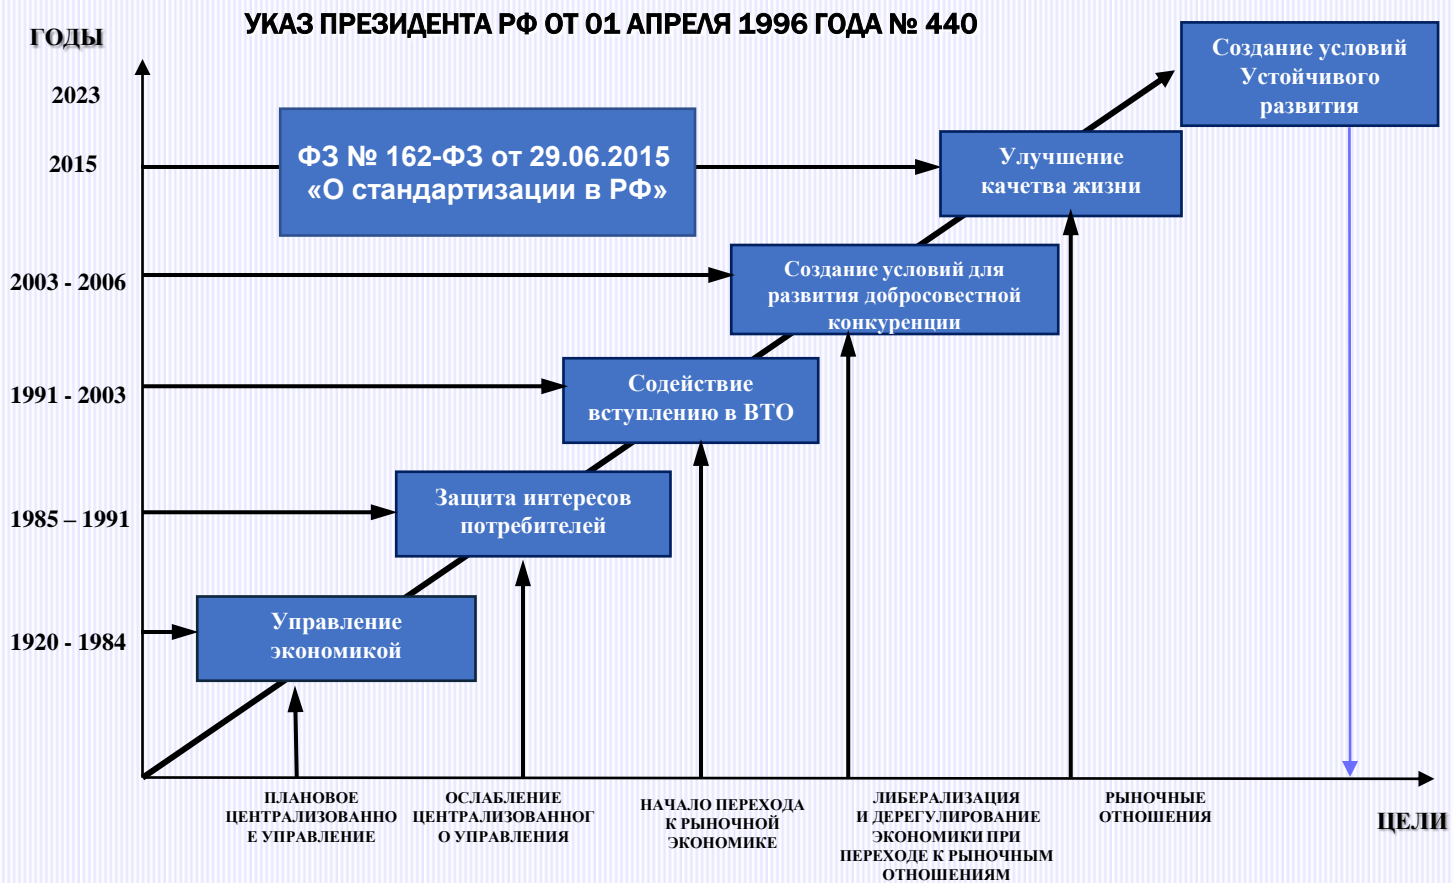 УКАЗ ПРЕЗИДЕНТА РФ ОТ 01 АПРЕЛЯ 1996 ГОДА № 440
ГОДЫ
Создание условий
Устойчивого
развития
2023
ФЗ № 162-ФЗ от 29.06.2015
«О стандартизации в РФ»
2015
Улучшение
качетва жизни
2003 - 2006
Создание условий для
развития добросовестной
конкуренции
1991 - 2003
Содействие
вступлению в ВТО
1985 – 1991
Защита интересов
потребителей
1920 - 1984
Управление
экономикой
ПЛАНОВОЕ
ЦЕНТРАЛИЗОВАННО
Е УПРАВЛЕНИЕ
ОСЛАБЛЕНИЕ
ЦЕНТРАЛИЗОВАННОГ
О УПРАВЛЕНИЯ
НАЧАЛО ПЕРЕХОДА
К РЫНОЧНОЙ
ЭКОНОМИКЕ
ЛИБЕРАЛИЗАЦИЯ
И ДЕРЕГУЛИРОВАНИЕ
ЭКОНОМИКИ ПРИ
ПЕРЕХОДЕ К РЫНОЧНЫМ
ОТНОШЕНИЯМ
РЫНОЧНЫЕ
ОТНОШЕНИЯ
ЦЕЛИ